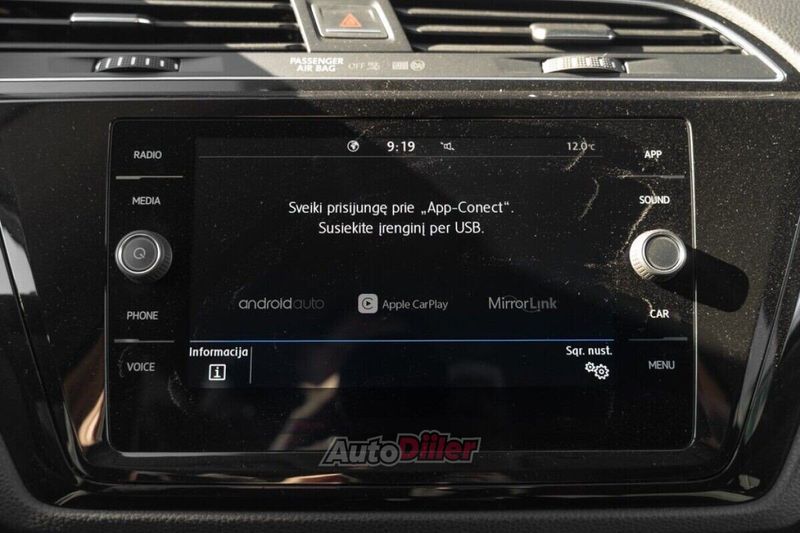 PASSENGER
AIR BAG
OFF
RADIO
9:19
12.0°C
APP
MEDIA
SOUND
Sveiki prisijungę prie „App-Conect“.
Susiekite įrenginį per USB.
androidauto
Apple CarPlay
MirrorLink
PHONE
CAR
Informacija
Sqr. nust.
VOICE
MENU
AutoDiler